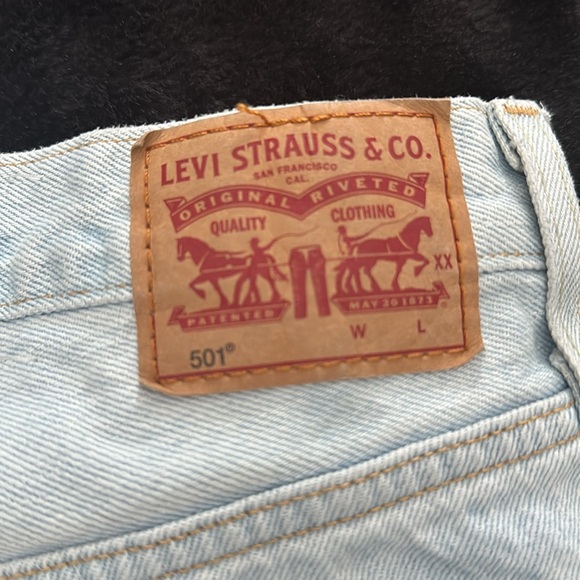 LEVI STRAUSS & CO.
SAN FRANCISCO
CAL.
ORIGINAL RIVETED
QUALITY CLOTHING
XX
PATENTED MAY 20 1873 ®
W L
501®